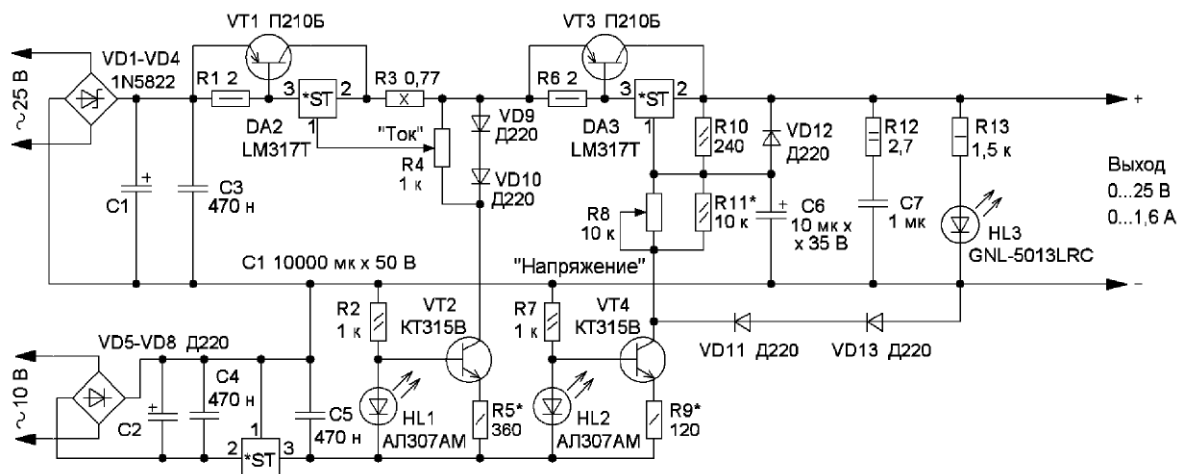 VT1 П210Б
VT3 П210Б
~25 В
VD1-VD4
1N5822
R1 2
3
*ST
2
1
R3 0,77
x
R6 2
3
*ST
2
1
+
DA2
LM317T
"Ток"
R4
1 к
VD9
Д220
VD10
Д220
DA3
LM317T
R10
240
VD12
Д220
R12
2,7
R13
1,5 к
Выход
0...25 В
0...1,6 А
+
C1
C3
470 н
R8
10 к
R11*
10 к
+
C6
10 мк х
х 35 В
C7
1 мк
HL3
GNL-5013LRC
C1 10000 мк х 50 В
"Напряжение"
–
R2
1 к
VT2
КТ315В
R7
1 к
VT4
КТ315В
VD11 Д220
VD13 Д220
~10 В
VD5-VD8 Д220
+
C2
C4
470 н
C5
470 н
1
2
*ST
3
HL1
АЛ307АМ
R5*
360
HL2
АЛ307АМ
R9*
120